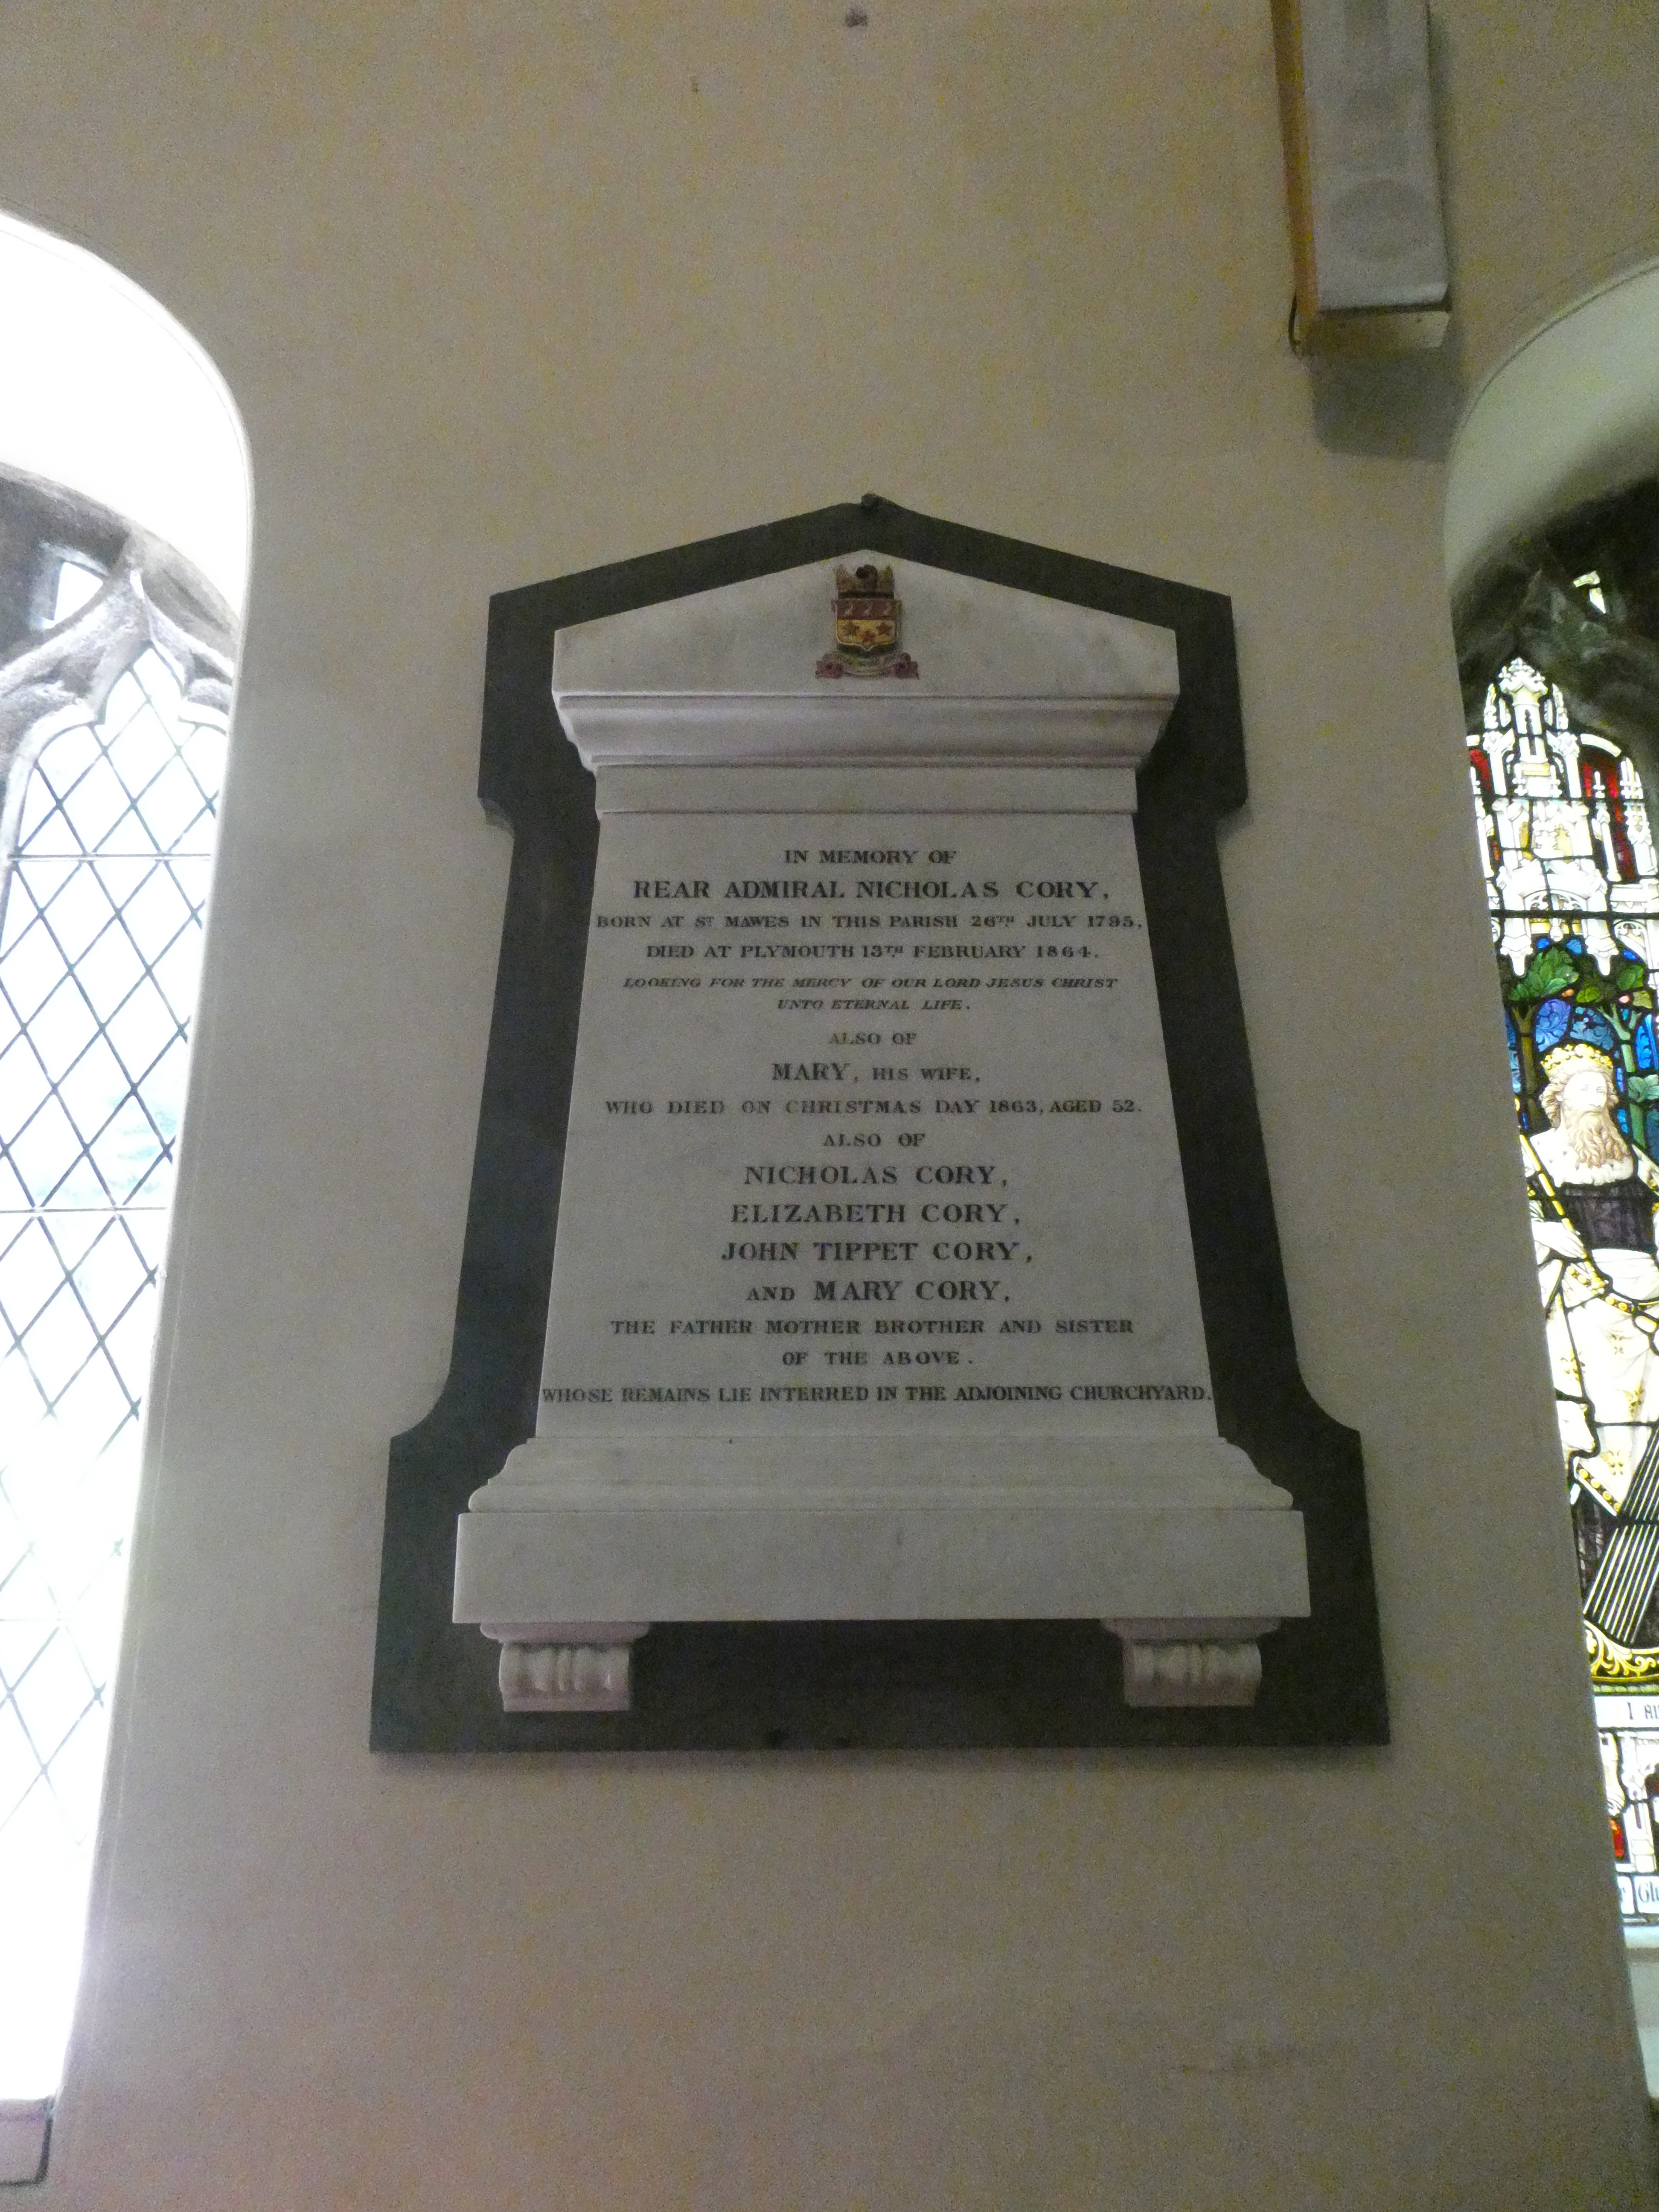 IN MEMORY OF
REAR ADMIRAL NICHOLAS CORY,
BORN AT ST MAWES IN THIS PARISH 26TH JULY 1795,
DIED AT PLYMOUTH 13TH FEBRUARY 1864.
LOOKING FOR THE MERCY OF OUR LORD JESUS CHRIST
UNTO ETERNAL LIFE.
ALSO OF
MARY, HIS WIFE,
WHO DIED ON CHRISTMAS DAY 1863, AGED 52.
ALSO OF
NICHOLAS CORY,
ELIZABETH CORY,
JOHN TIPPET CORY,
AND MARY CORY,
THE FATHER MOTHER BROTHER AND SISTER
OF THE ABOVE.
WHOSE REMAINS LIE INTERRED IN THE ADJOINING CHURCHYARD.
I